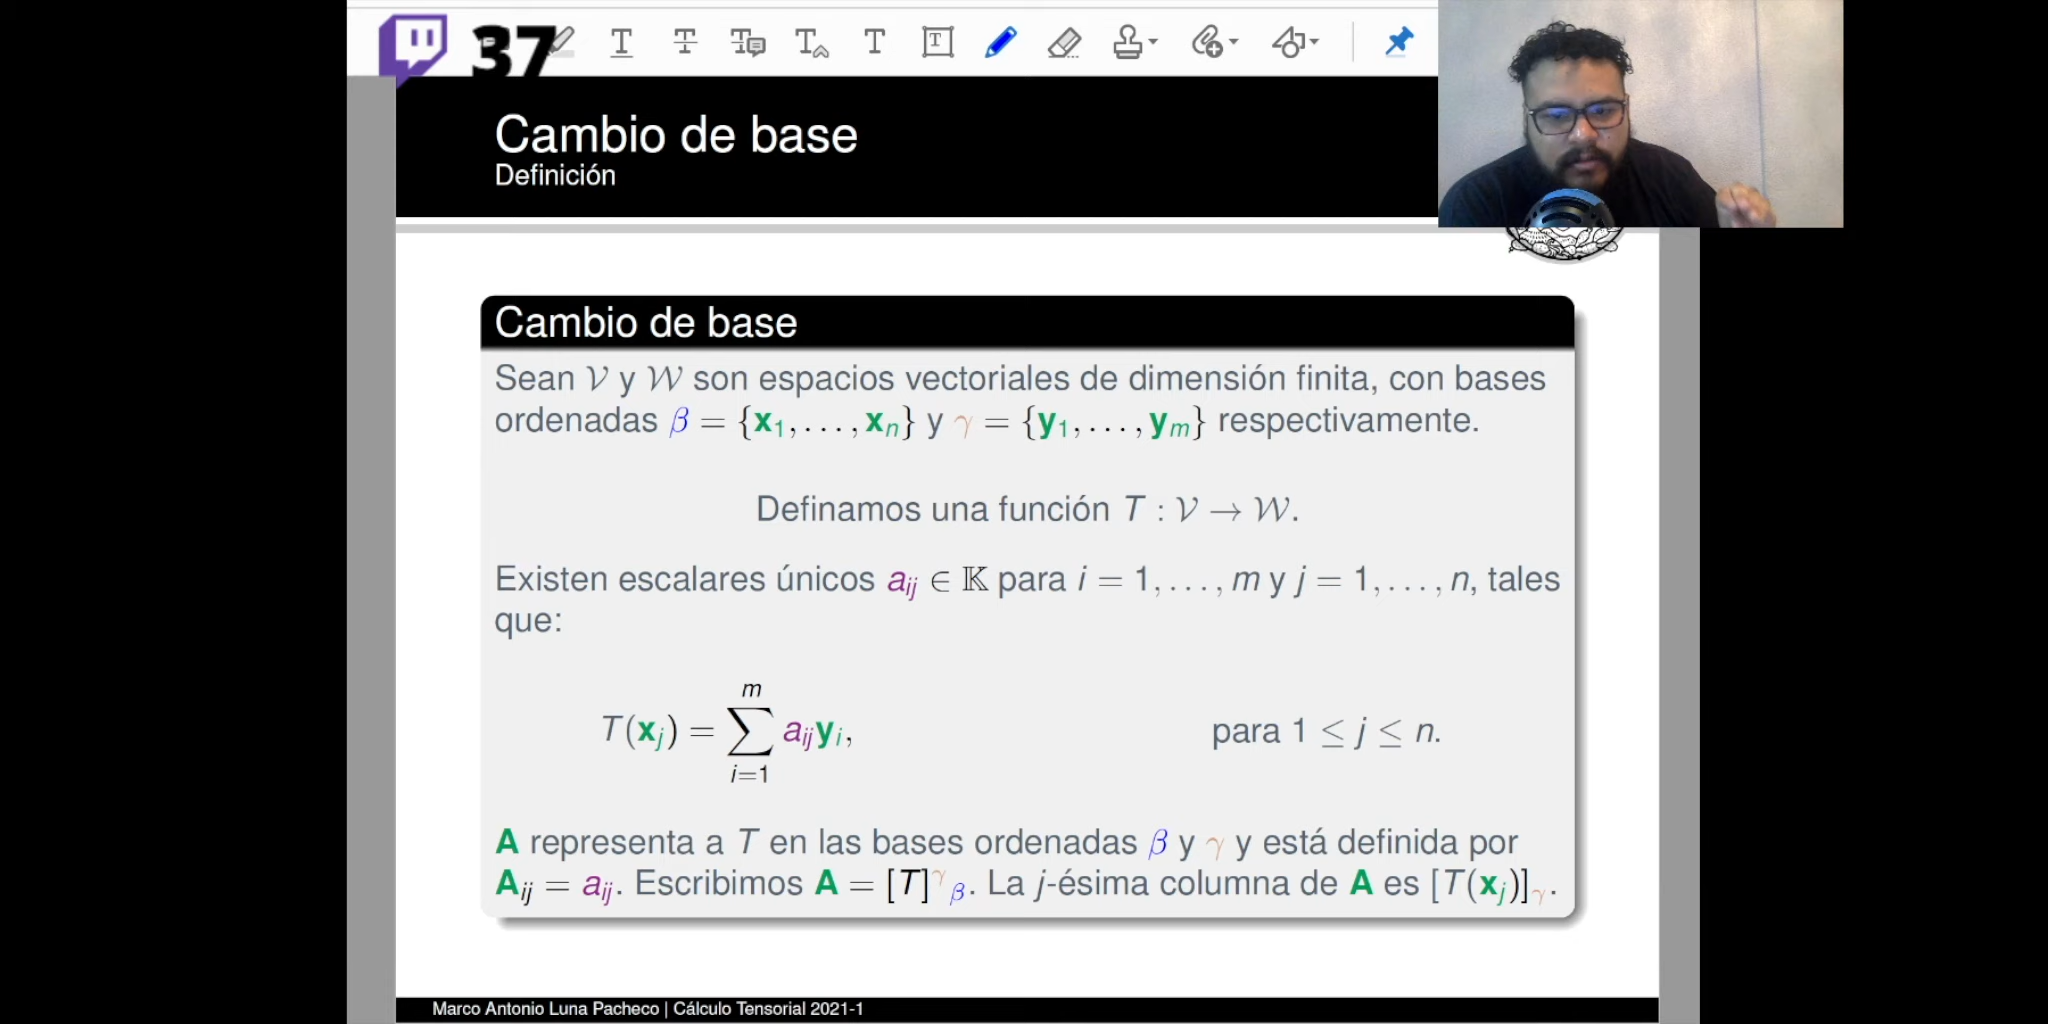 37
T T T T T T
Cambio de base
Definición
Cambio de base
Sean 𝒱 y 𝒲 son espacios vectoriales de dimensión finita, con bases
ordenadas β = {x₁, . . . , xₙ} y γ = {y₁, . . . , yₘ} respectivamente.
Definamos una función T : 𝒱 → 𝒲.
Existen escalares únicos aᵢⱼ ∈ 𝕂 para i = 1, . . . , m y j = 1, . . . , n, tales
que:
T(xⱼ) = ∑_{i=1}^{m} aᵢⱼyᵢ, para 1 ≤ j ≤ n.
A representa a T en las bases ordenadas β y γ y está definida por
Aᵢⱼ = aᵢⱼ. Escribimos A = [T]^γ_β. La j-ésima columna de A es [T(xⱼ)]_γ.
Marco Antonio Luna Pacheco | Cálculo Tensorial 2021-1